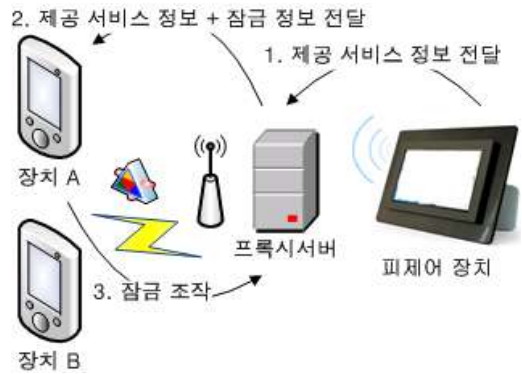 2. 제공 서비스 정보 + 잠금 정보 전달
1. 제공 서비스 정보 전달
장치 A
프록시서버
피제어 장치
3. 잠금 조작
장치 B